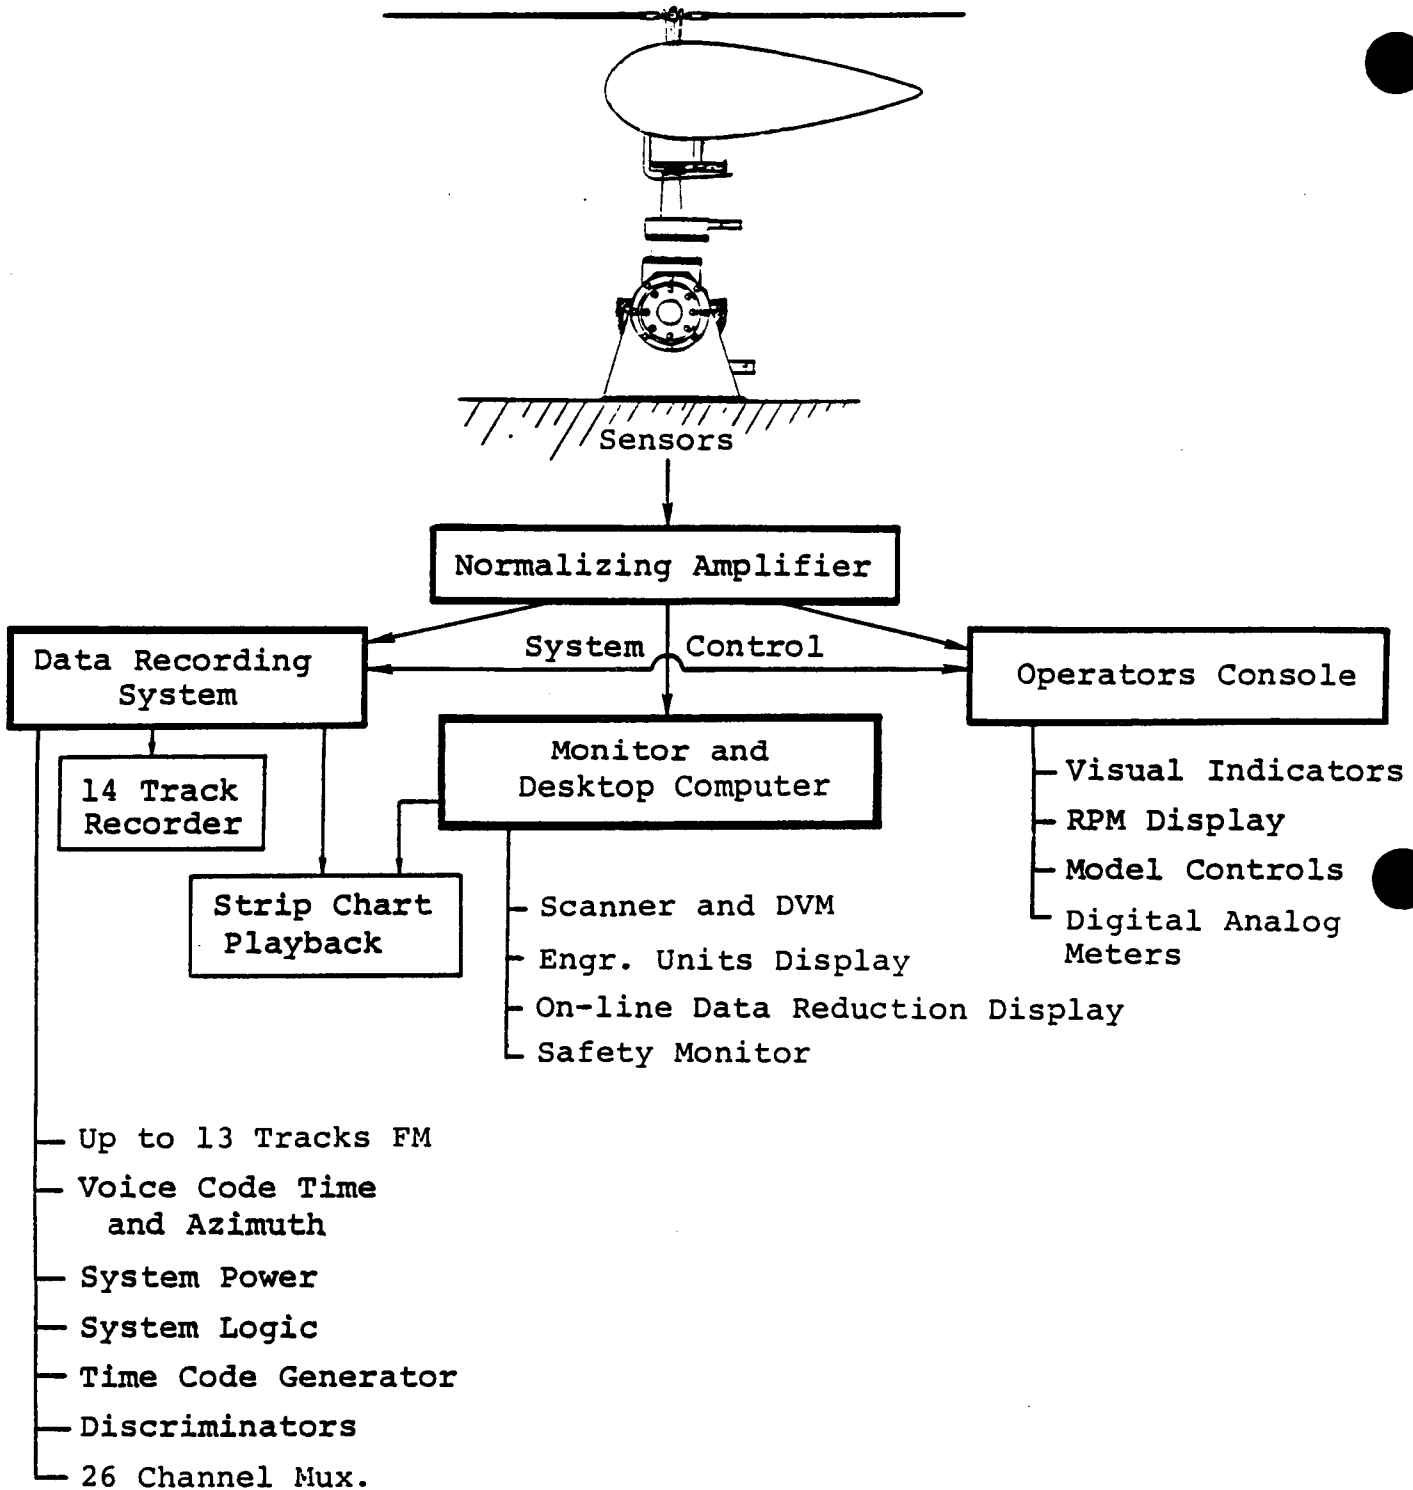 Sensors
Normalizing Amplifier
System Control
Data Recording
System
Operators Console
14 Track
Recorder
Monitor and
Desktop Computer
Strip Chart
Playback
Visual Indicators
RPM Display
Model Controls
Digital Analog
Meters
Scanner and DVM
Engr. Units Display
On-line Data Reduction Display
Safety Monitor
Up to 13 Tracks FM
Voice Code Time
and Azimuth
System Power
System Logic
Time Code Generator
Discriminators
26 Channel Mux.